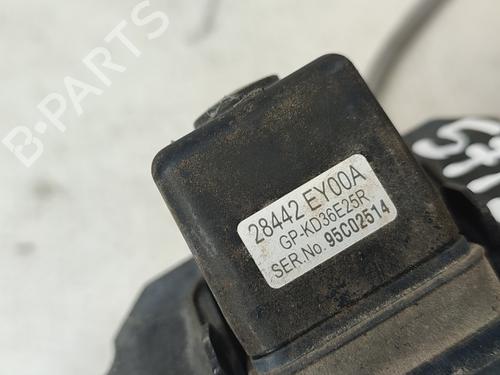 B-PARTS
28442 EY00A
GP-KD36E25R
SER.No. 95C02514